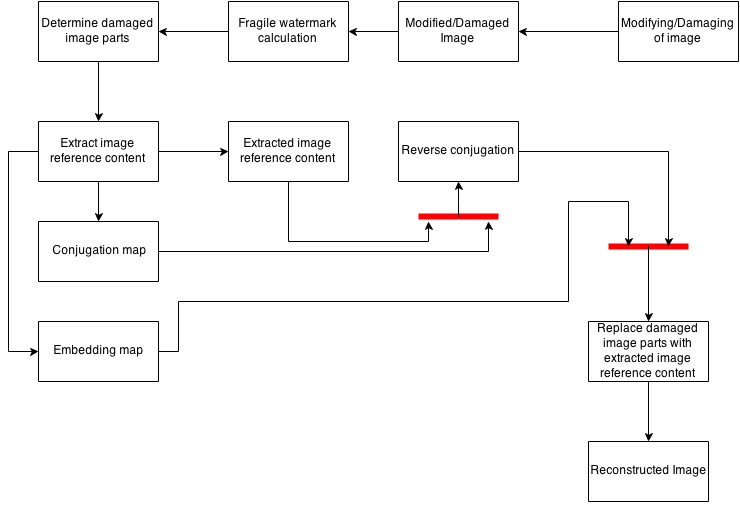 Determine damaged
image parts
Fragile watermark
calculation
Modified/Damaged
Image
Modifying/Damaging
of image
Extract image
reference content
Extracted image
reference content
Reverse conjugation
Conjugation map
Embedding map
Replace damaged
image parts with
extracted image
reference content
Reconstructed Image